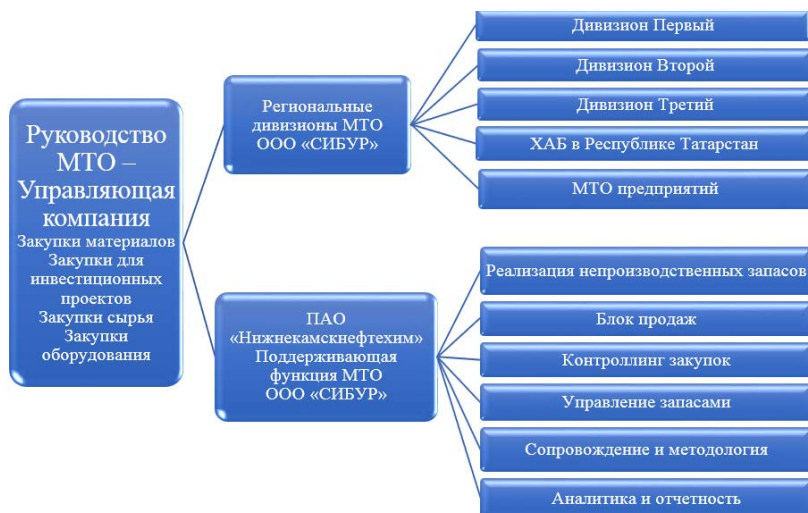 Руководство
МТО –
Управляющая
компания
Закупки материалов
Закупки для
инвестиционных
проектов
Закупки сырья
Закупки
оборудования
Региональные
дивизионы МТО
ООО «СИБУР»
Дивизион Первый
Дивизион Второй
Дивизион Третий
ХАБ в Республике Татарстан
МТО предприятий
ПАО
«Нижнекамскнефтехим»
Поддерживающая
функция МТО
ООО «СИБУР»
Реализация непроизводственных запасов
Блок продаж
Контроллинг закупок
Управление запасами
Сопровождение и методология
Аналитика и отчетность